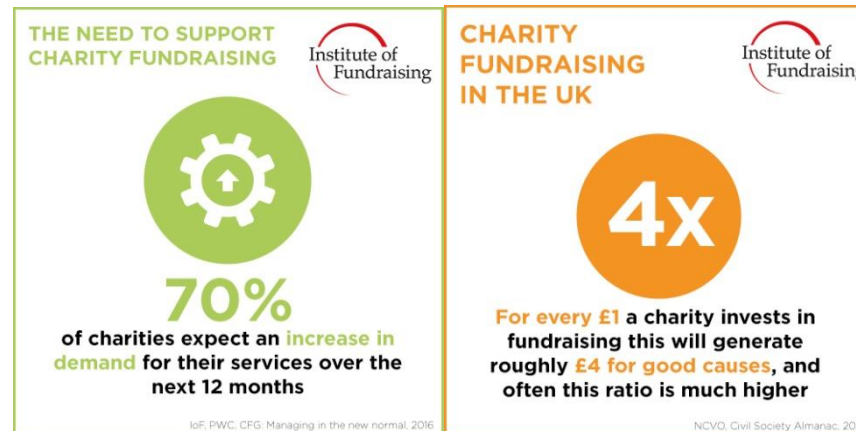 THE NEED TO SUPPORT
CHARITY FUNDRAISING
Institute of
Fundraising
70%
of charities expect an increase in
demand for their services over the
next 12 months
IoF, PWC, CFG: Managing in the new normal, 2016
CHARITY
FUNDRAISING
IN THE UK
Institute of
Fundraising
4x
For every £1 a charity invests in
fundraising this will generate
roughly £4 for good causes, and
often this ratio is much higher
NCVO, Civil Society Almanac,